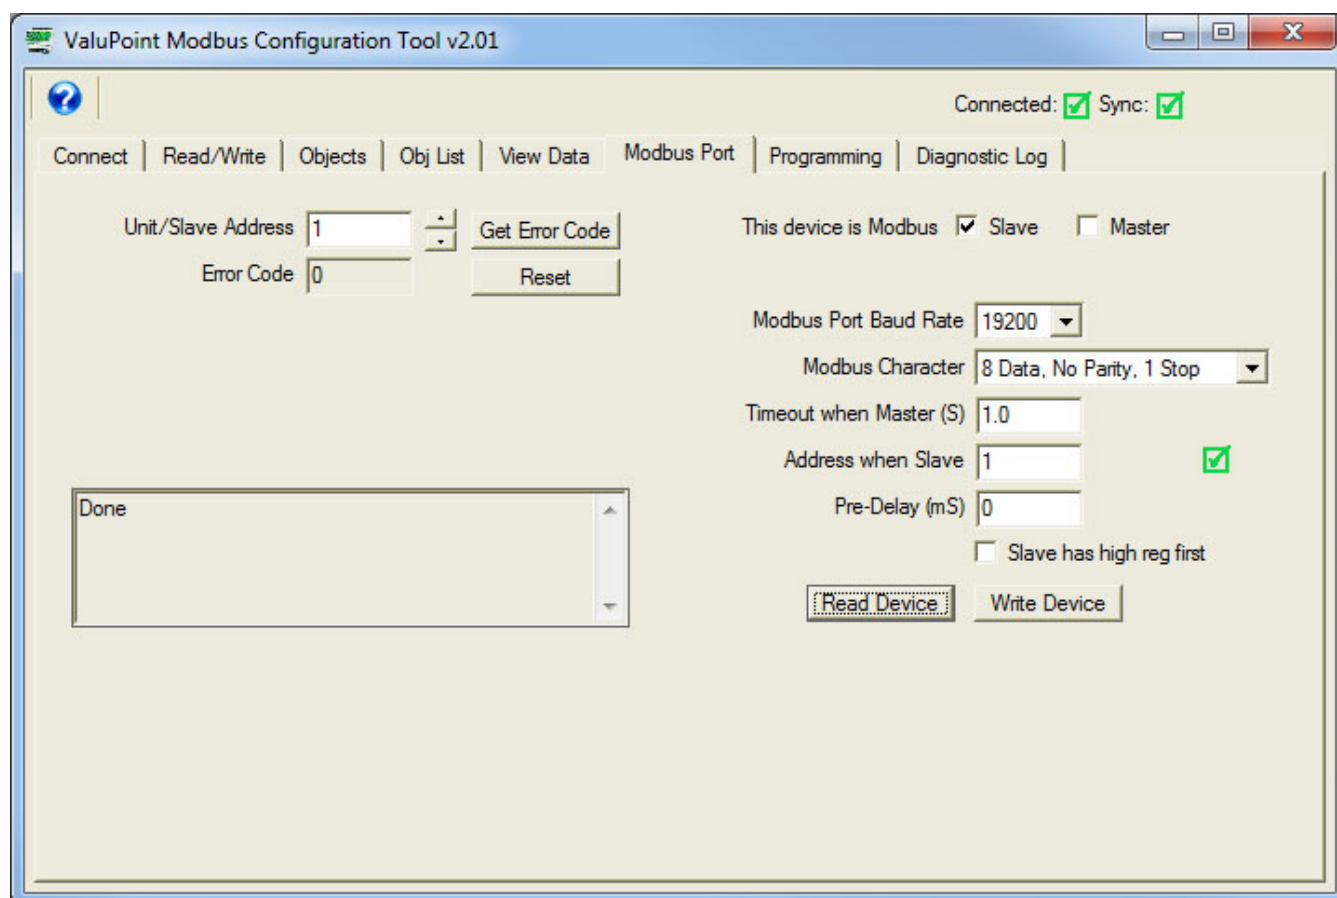 ValuPoint Modbus Configuration Tool v2.01
Connected: Sync:
Connect Read/Write Objects Obj List View Data Modbus Port Programming Diagnostic Log
Unit/Slave Address 1 Get Error Code
Error Code 0 Reset
This device is Modbus Slave Master
Modbus Port Baud Rate 19200
Modbus Character 8 Data, No Parity, 1 Stop
Timeout when Master (S) 1.0
Address when Slave 1
Pre-Delay (mS) 0
Slave has high reg first
Read Device Write Device
Done